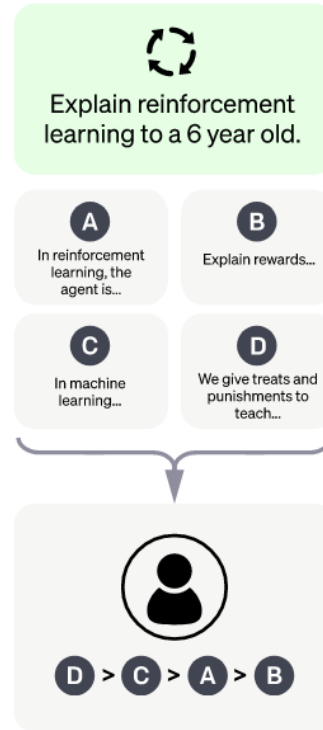 Explain reinforcement
learning to a 6 year old.
A
In reinforcement
learning, the
agent is...
B
Explain rewards...
C
In machine
learning...
D
We give treats and
punishments to
teach...
D > C > A > B